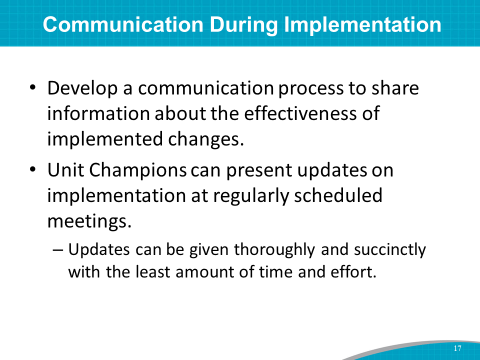 Communication During Implementation
• Develop a communication process to share
information about the effectiveness of
implemented changes.
• Unit Champions can present updates on
implementation at regularly scheduled
meetings.
– Updates can be given thoroughly and succinctly
with the least amount of time and effort.
17